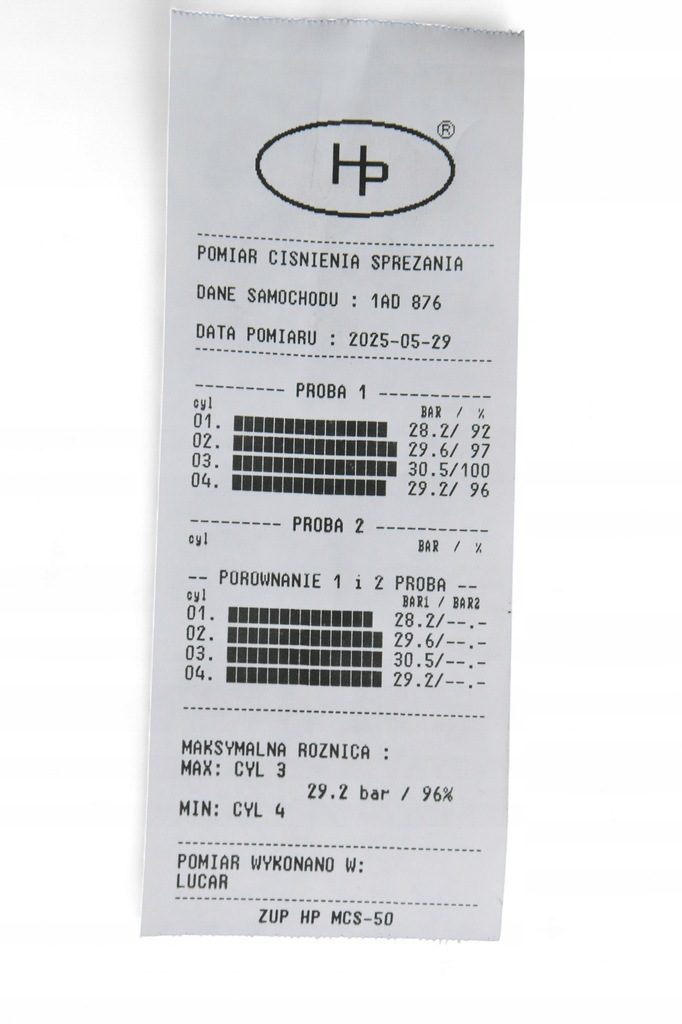 HP ®
POMIAR CISNIENIA SPREZANIA
DANE SAMOCHODU : 1AD 876
DATA POMIARU : 2025-05-29
--------- PROBA 1 -----------
cyl BAR / %
01. 28.2/ 92
02. 29.6/ 97
03. 30.5/100
04. 29.2/ 96
--------- PROBA 2 -----------
cyl BAR / %
-- POROWNANIE 1 i 2 PROBA --
cyl BAR1 / BAR2
01. 28.2/--.-
02. 29.6/--.-
03. 30.5/--.-
04. 29.2/--.-
MAKSYMALNA ROZNICA :
MAX: CYL 3
29.2 bar / 96%
MIN: CYL 4
POMIAR WYKONANO W:
LUCAR
ZUP HP MCS-50